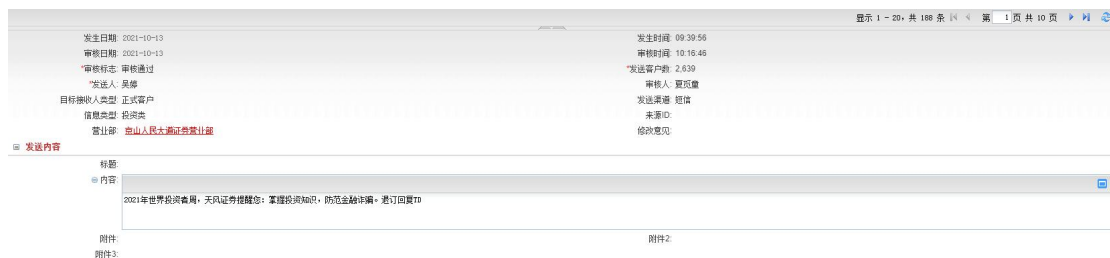 显示 1 - 20，共 188 条 第 1 页 共 10 页
发生日期: 2021-10-13 发生时间: 09:39:56
审核日期: 2021-10-13 审核时间: 10:16:46
*审核标志: 审核通过 *发送客户数: 2,639
*发送人: 吴婷 审核人: 夏页童
目标接收人类型: 正式客户 发送渠道: 短信
信息类型: 投资类 来源ID:
营业部: 京山人民大道证券营业部 修改意见:
发送内容
标题:
内容:
2021年世界投资者周，天风证券提醒您：掌握投资知识，防范金融诈骗。退订回复TD
附件: 附件2:
附件3: